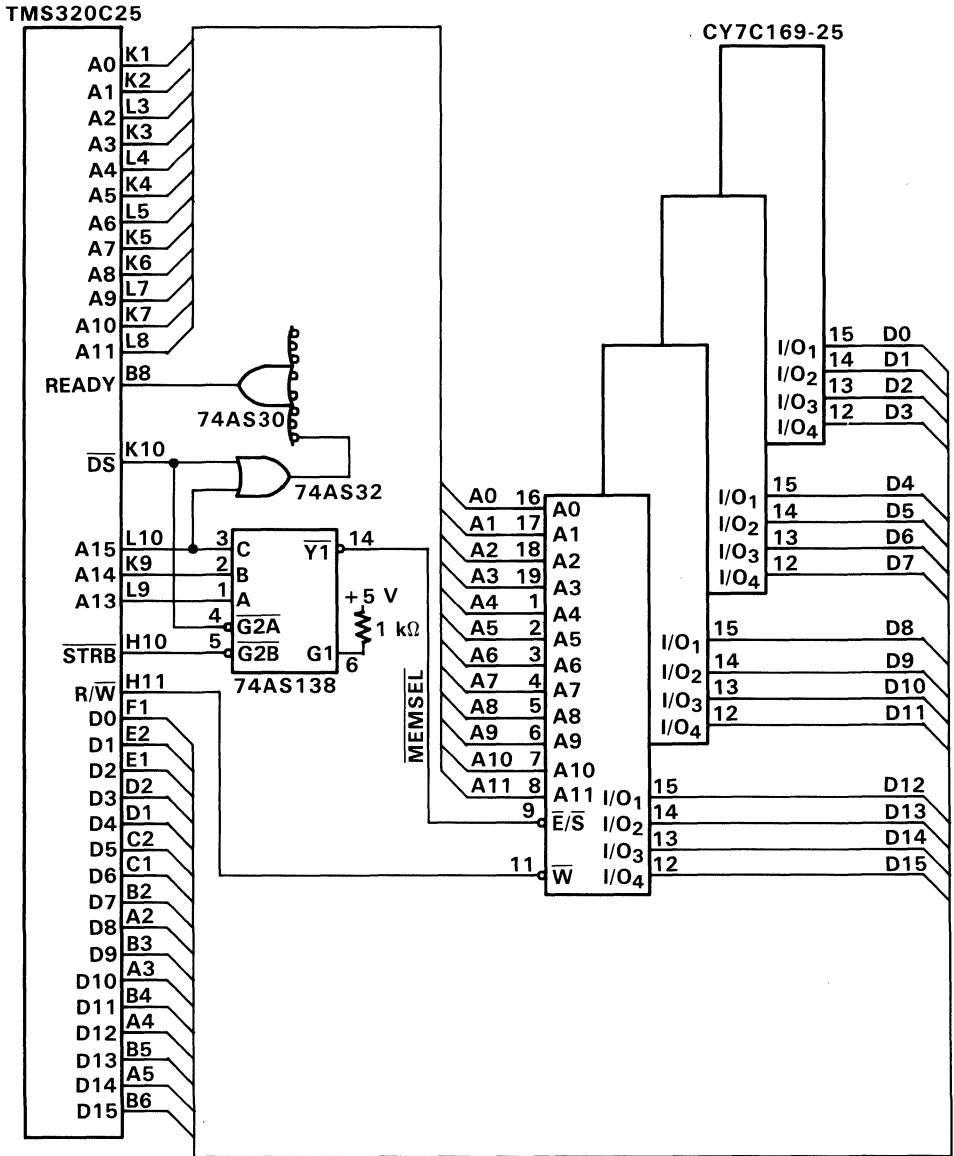 TMS320C25
CY7C169-25
A0 K1
A1 K2
A2 L3
A3 K3
A4 L4
A5 K4
A6 L5
A7 K5
A8 K6
A9 L7
A10 K7
A11 L8
READY B8
74AS30
DS K10
74AS32
A15 L10
A14 K9
A13 L9
STRB H10
R/W H11
3 C Y1 14
2 B
1 A
4 G2A
5 G2B G1 6
+5 V
1 kΩ
74AS138
MEMSEL
D0 F1
D1 E2
D2 E1
D3 D2
D4 D1
D5 C2
D6 C1
D7 B2
D8 A2
D9 B3
D10 A3
D11 B4
D12 A4
D13 B5
D14 A5
D15 B6
A0 16 A0
A1 17 A1
A2 18 A2
A3 19 A3
A4 1 A4
A5 2 A5
A6 3 A6
A7 4 A7
A8 5 A8
A9 6 A9
A10 7 A10
A11 8 A11
9 E/S
11 W
I/O1 15 D0
I/O2 14 D1
I/O3 13 D2
I/O4 12 D3
I/O1 15 D4
I/O2 14 D5
I/O3 13 D6
I/O4 12 D7
I/O1 15 D8
I/O2 14 D9
I/O3 13 D10
I/O4 12 D11
I/O1 15 D12
I/O2 14 D13
I/O3 13 D14
I/O4 12 D15